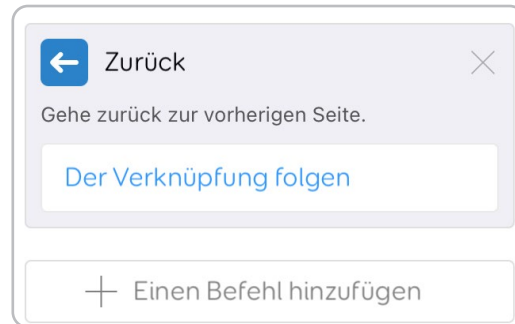 Zurück
Gehe zurück zur vorherigen Seite.
Der Verknüpfung folgen
Einen Befehl hinzufügen